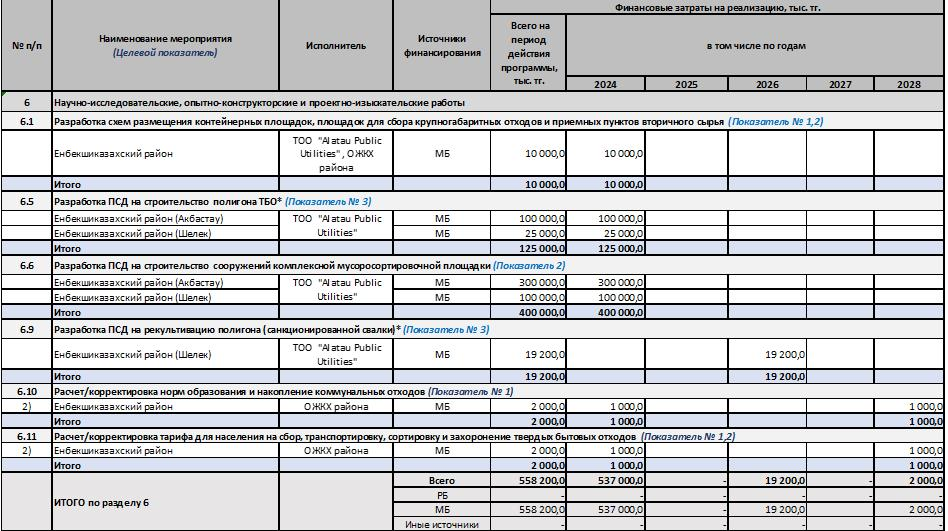 № п/п Наименование мероприятия (Целевой показатель) Исполнитель Источники финансирования Финансовые затраты на реализацию, тыс. тг.
Всего на период действия программы, тыс. тг. в том числе по годам
2024 2025 2026 2027 2028
6 Научно-исследовательские, опытно-конструкторские и проектно-изыскательские работы
6.1 Разработка схем размещения контейнерных площадок, площадок для сбора крупногабаритных отходов и приемных пунктов вторичного сырья (Показатель № 1,2)
Енбекшиказахский район ТОО "Alatau Public Utilities" , ОЖКХ района МБ 10 000,0 10 000,0
Итого 10 000,0 10 000,0
6.5 Разработка ПСД на строительство полигона ТБО* (Показатель № 3)
Енбекшиказахский район (Акбастау) ТОО "Alatau Public Utilities" МБ 100 000,0 100 000,0
Енбекшиказахский район (Шелек) МБ 25 000,0 25 000,0
Итого 125 000,0 125 000,0
6.6 Разработка ПСД на строительство сооружений комплексной мусоросортировочной площадки (Показатель 2)
Енбекшиказахский район (Акбастау) ТОО "Alatau Public Utilities" МБ 300 000,0 300 000,0
Енбекшиказахский район (Шелек) МБ 100 000,0 100 000,0
Итого 400 000,0 400 000,0
6.9 Разработка ПСД на рекультивацию полигона (санкционированной свалки)* (Показатель № 3)
Енбекшиказахский район (Шелек) ТОО "Alatau Public Utilities" МБ 19 200,0 19 200,0
Итого 19 200,0 19 200,0
6.10 Расчет/корректировка норм образования и накопление коммунальных отходов (Показатель № 1)
2) Енбекшиказахский район ОЖКХ района МБ 2 000,0 1 000,0 1 000,0
Итого 2 000,0 1 000,0 1 000,0
6.11 Расчет/корректировка тарифа для населения на сбор, транспортировку, сортировку и захоронение твердых бытовых отходов (Показатель № 1,2)
2) Енбекшиказахский район ОЖКХ района МБ 2 000,0 1 000,0 1 000,0
Итого 2 000,0 1 000,0 1 000,0
ИТОГО по разделу 6 Всего 558 200,0 537 000,0 - 19 200,0 - 2 000,0
РБ - - - - - -
МБ 558 200,0 537 000,0 - 19 200,0 - 2 000,0
Иные источники - - - - - -